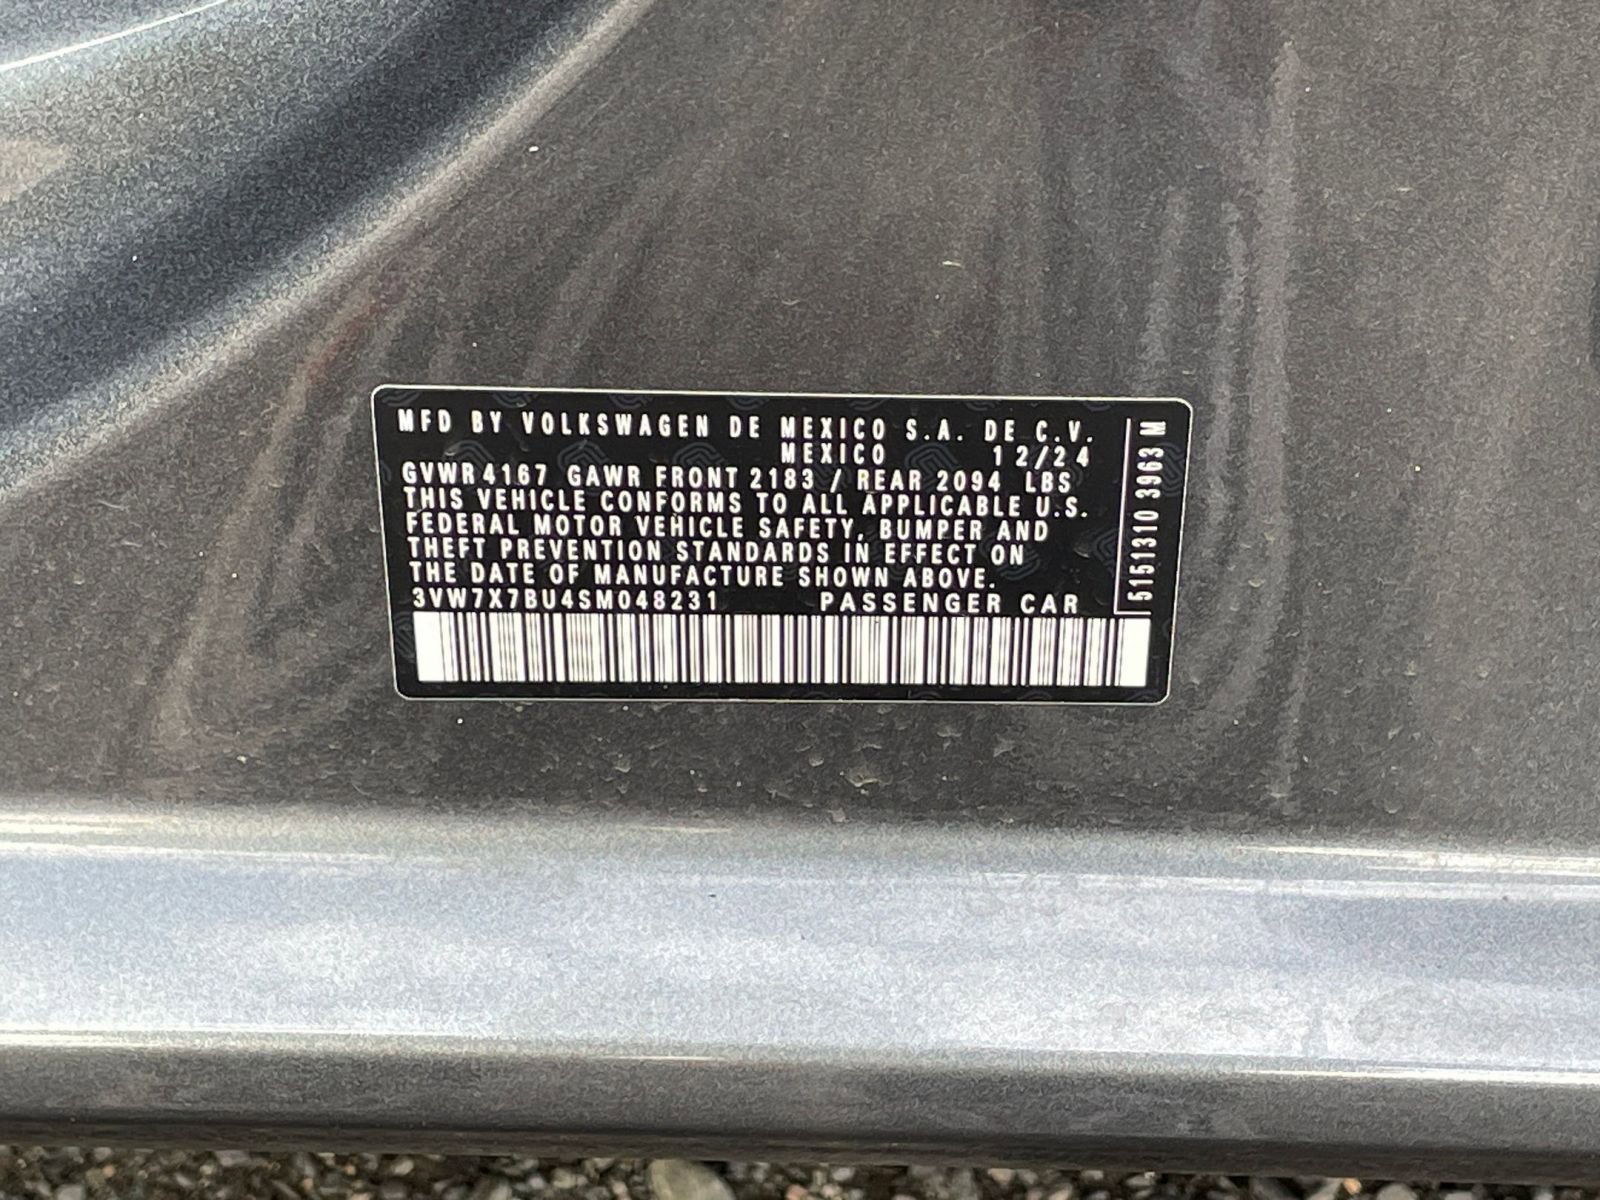 MFD BY VOLKSWAGEN DE MEXICO S.A. DE C.V.
MEXICO 12/24
GVWR 4167 GAWR FRONT 2183 / REAR 2094 LBS
THIS VEHICLE CONFORMS TO ALL APPLICABLE U.S.
FEDERAL MOTOR VEHICLE SAFETY, BUMPER AND
THEFT PREVENTION STANDARDS IN EFFECT ON
THE DATE OF MANUFACTURE SHOWN ABOVE.
3VW7X7BU4SM048231 PASSENGER CAR
5151310 3963 M